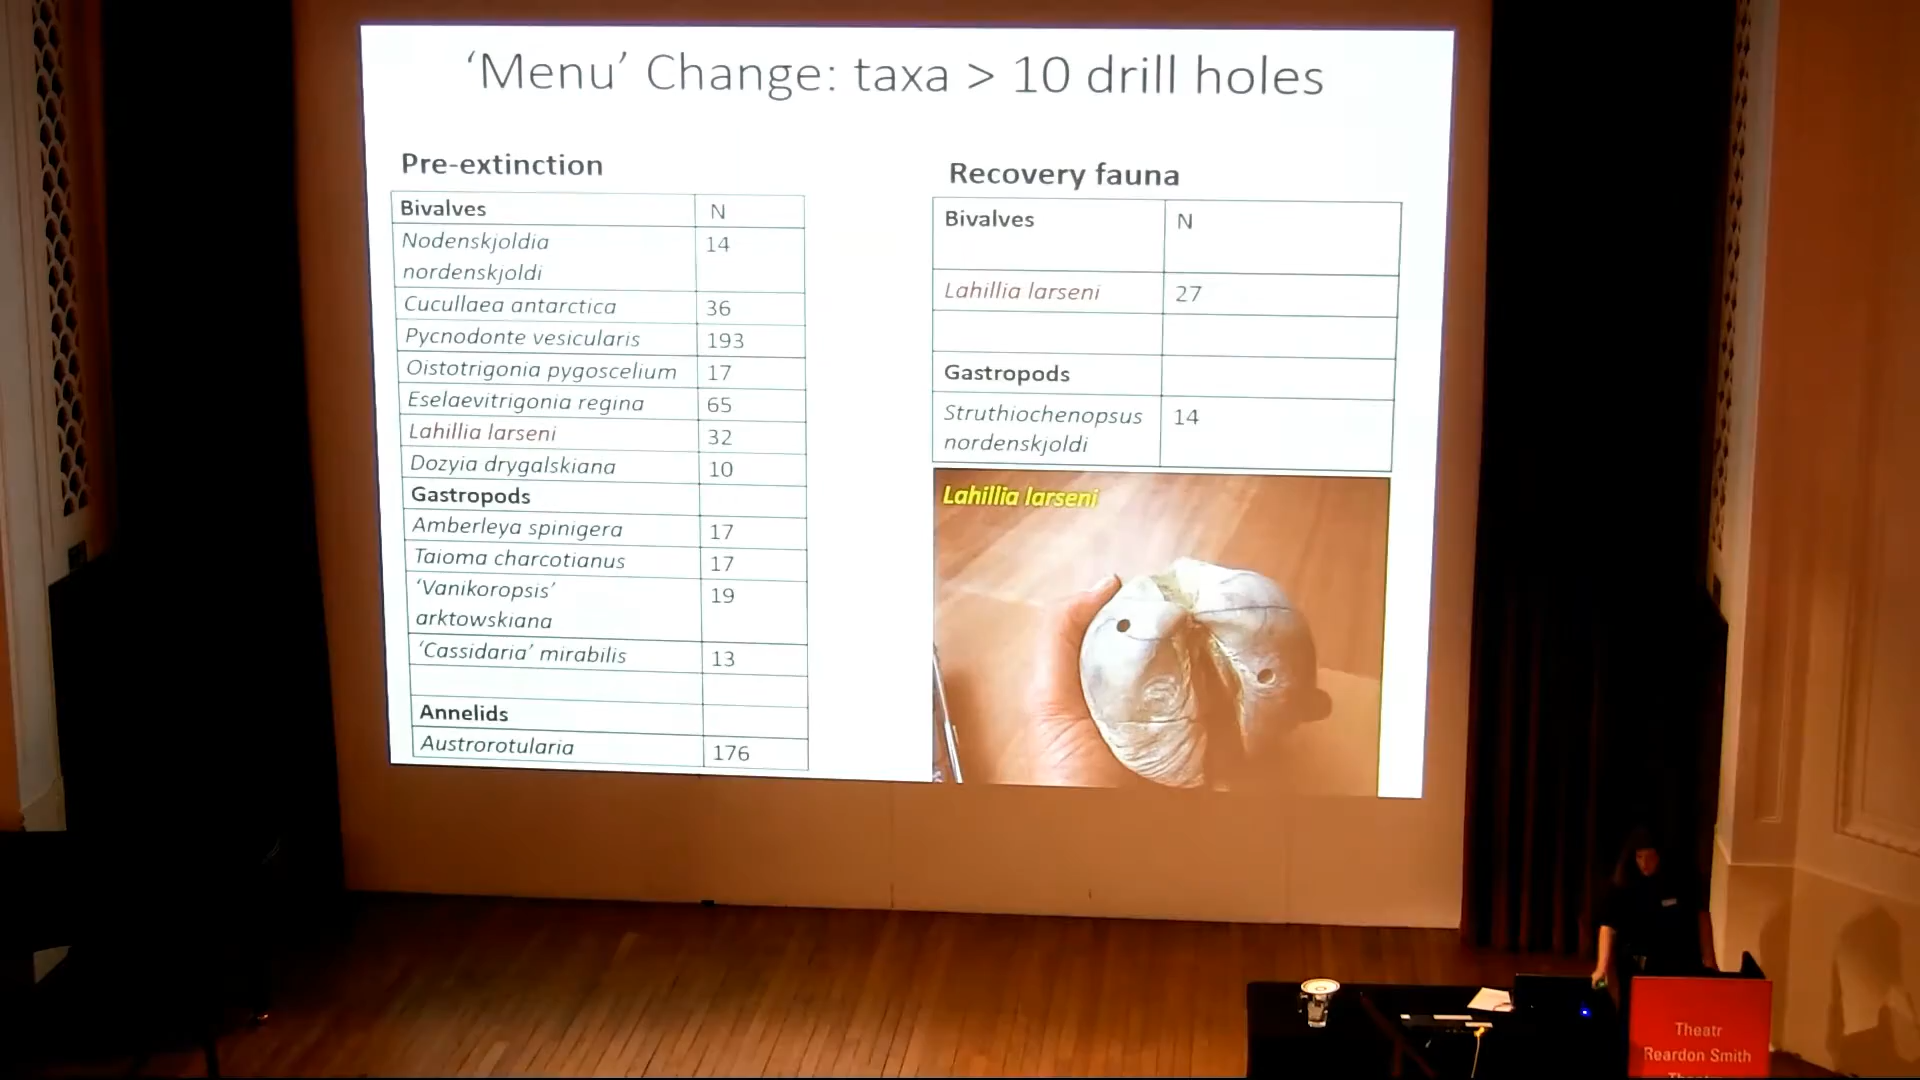 ‘Menu’ Change: taxa > 10 drill holes
Pre-extinction
Bivalves N
Nodenskjoldia 14
nordenskjoldi
Cucullaea antarctica 36
Pycnodonte vesicularis 193
Oistotrigonia pygoscelium 17
Eselaevitrigonia regina 65
Lahillia larseni 32
Dozyia drygalskiana 10
Gastropods
Amberleya spinigera 17
Taioma charcotianus 17
‘Vanikoropsis’ 19
arktowskiana
‘Cassidaria’ mirabilis 13
Annelids
Austrorotularia 176
Recovery fauna
Bivalves N
Lahillia larseni 27
Gastropods
Struthiochenopsus 14
nordenskjoldi
Lahillia larseni
Theatr
Reardon Smith